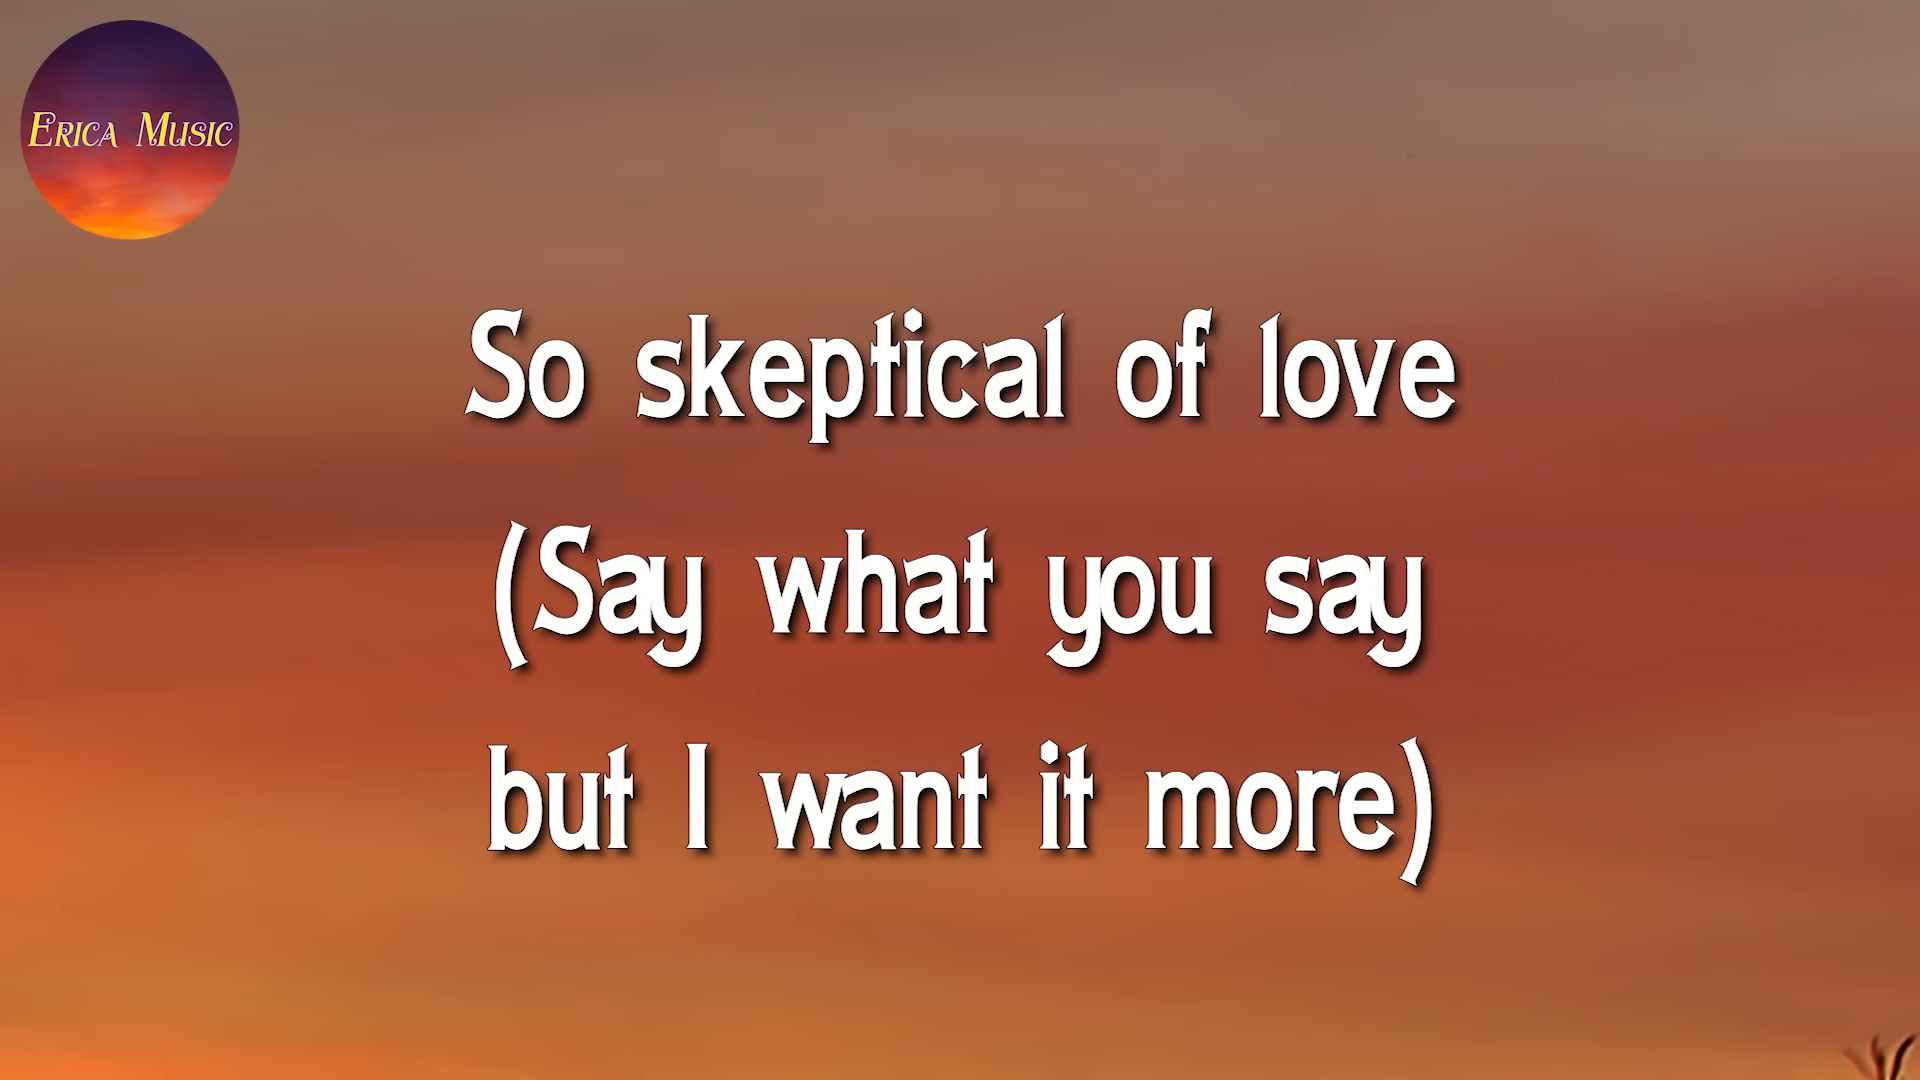 Erica Music
So skeptical of love
(Say what you say
but I want it more)